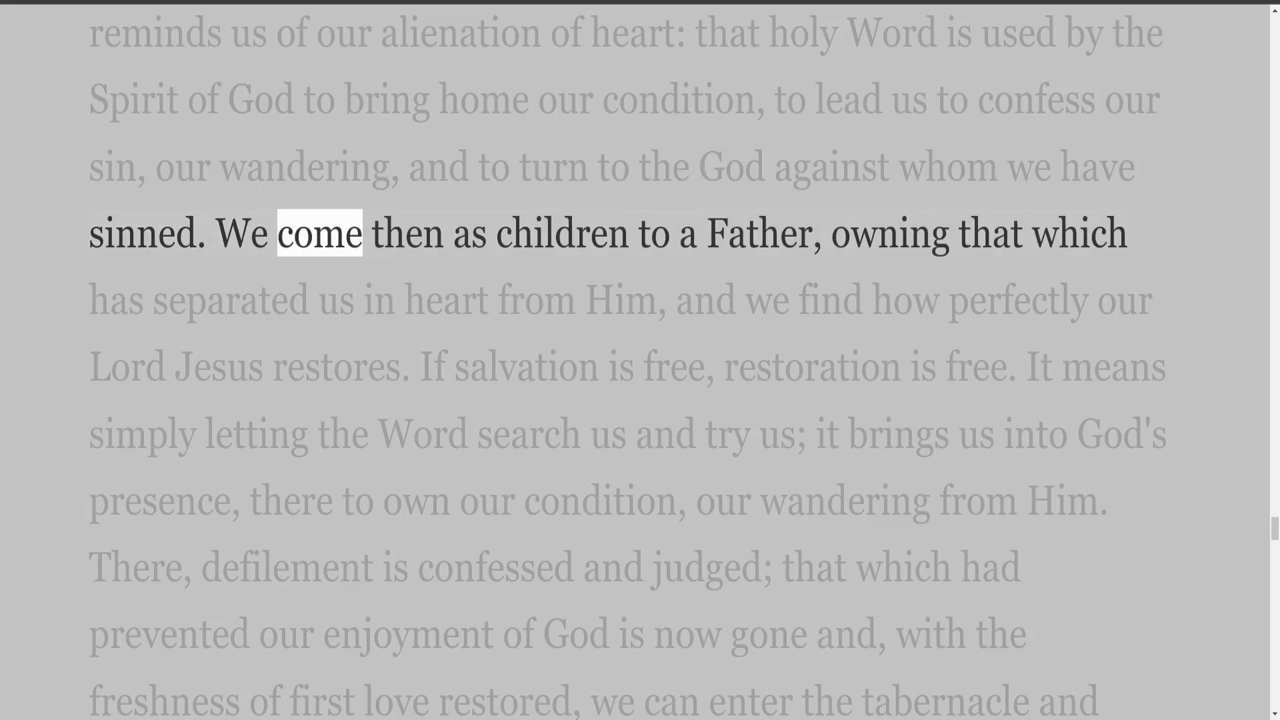 reminds us of our alienation of heart: that holy Word is used by the
Spirit of God to bring home our condition, to lead us to confess our
sin, our wandering, and to turn to the God against whom we have
sinned. We come then as children to a Father, owning that which
has separated us in heart from Him, and we find how perfectly our
Lord Jesus restores. If salvation is free, restoration is free. It means
simply letting the Word search us and try us; it brings us into God's
presence, there to own our condition, our wandering from Him.
There, defilement is confessed and judged; that which had
prevented our enjoyment of God is now gone and, with the
freshness of first love restored, we can enter the tabernacle and